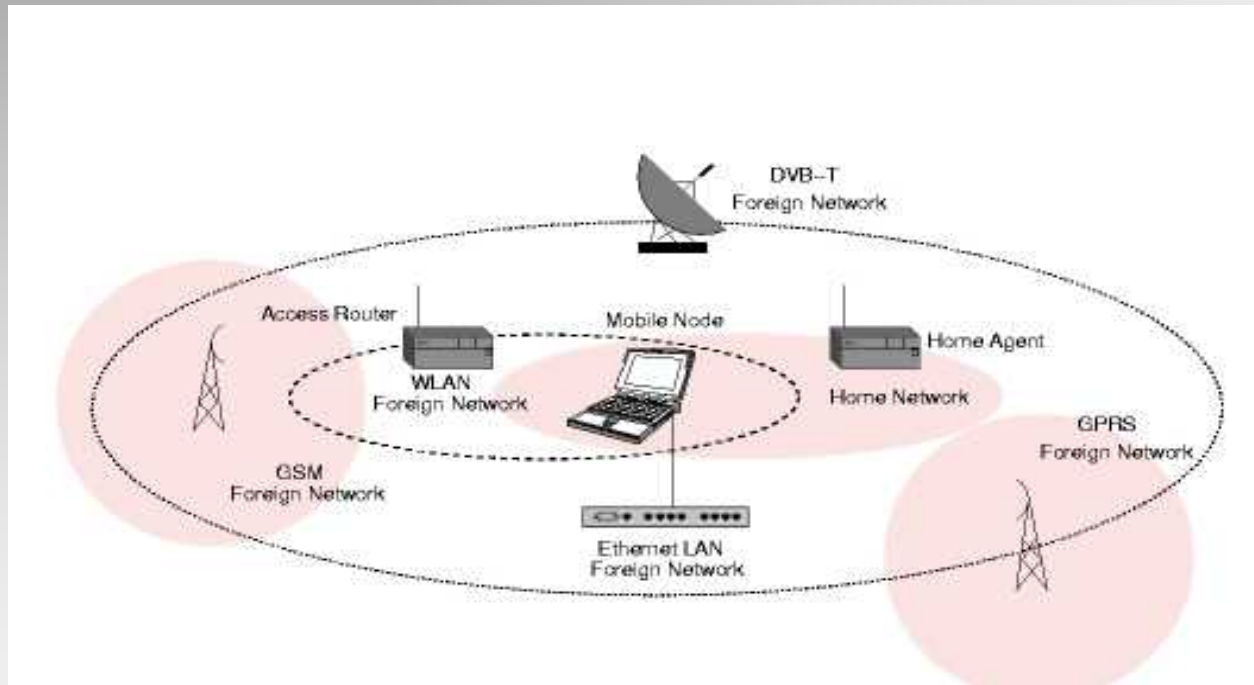 DVB-T
Foreign Network
Access Router
Mobile Node
Home Agent
WLAN
Foreign Network
Home Network
GPRS
Foreign Network
GSM
Foreign Network
Ethernet LAN
Foreign Network